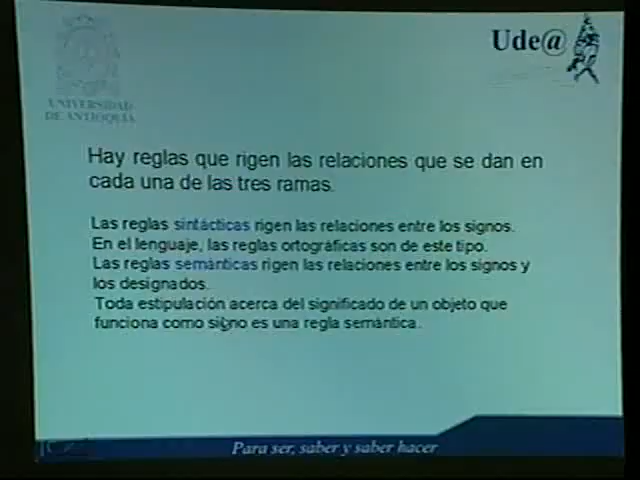 Ude@
UNIVERSIDAD
DE ANTIOQUIA
Hay reglas que rigen las relaciones que se dan en
cada una de las tres ramas.
Las reglas sintácticas rigen las relaciones entre los signos.
En el lenguaje, las reglas ortográficas son de este tipo.
Las reglas semánticas rigen las relaciones entre los signos y
los designados.
Toda estipulación acerca del significado de un objeto que
funciona como signo es una regla semántica.
Para ser, saber y saber hacer